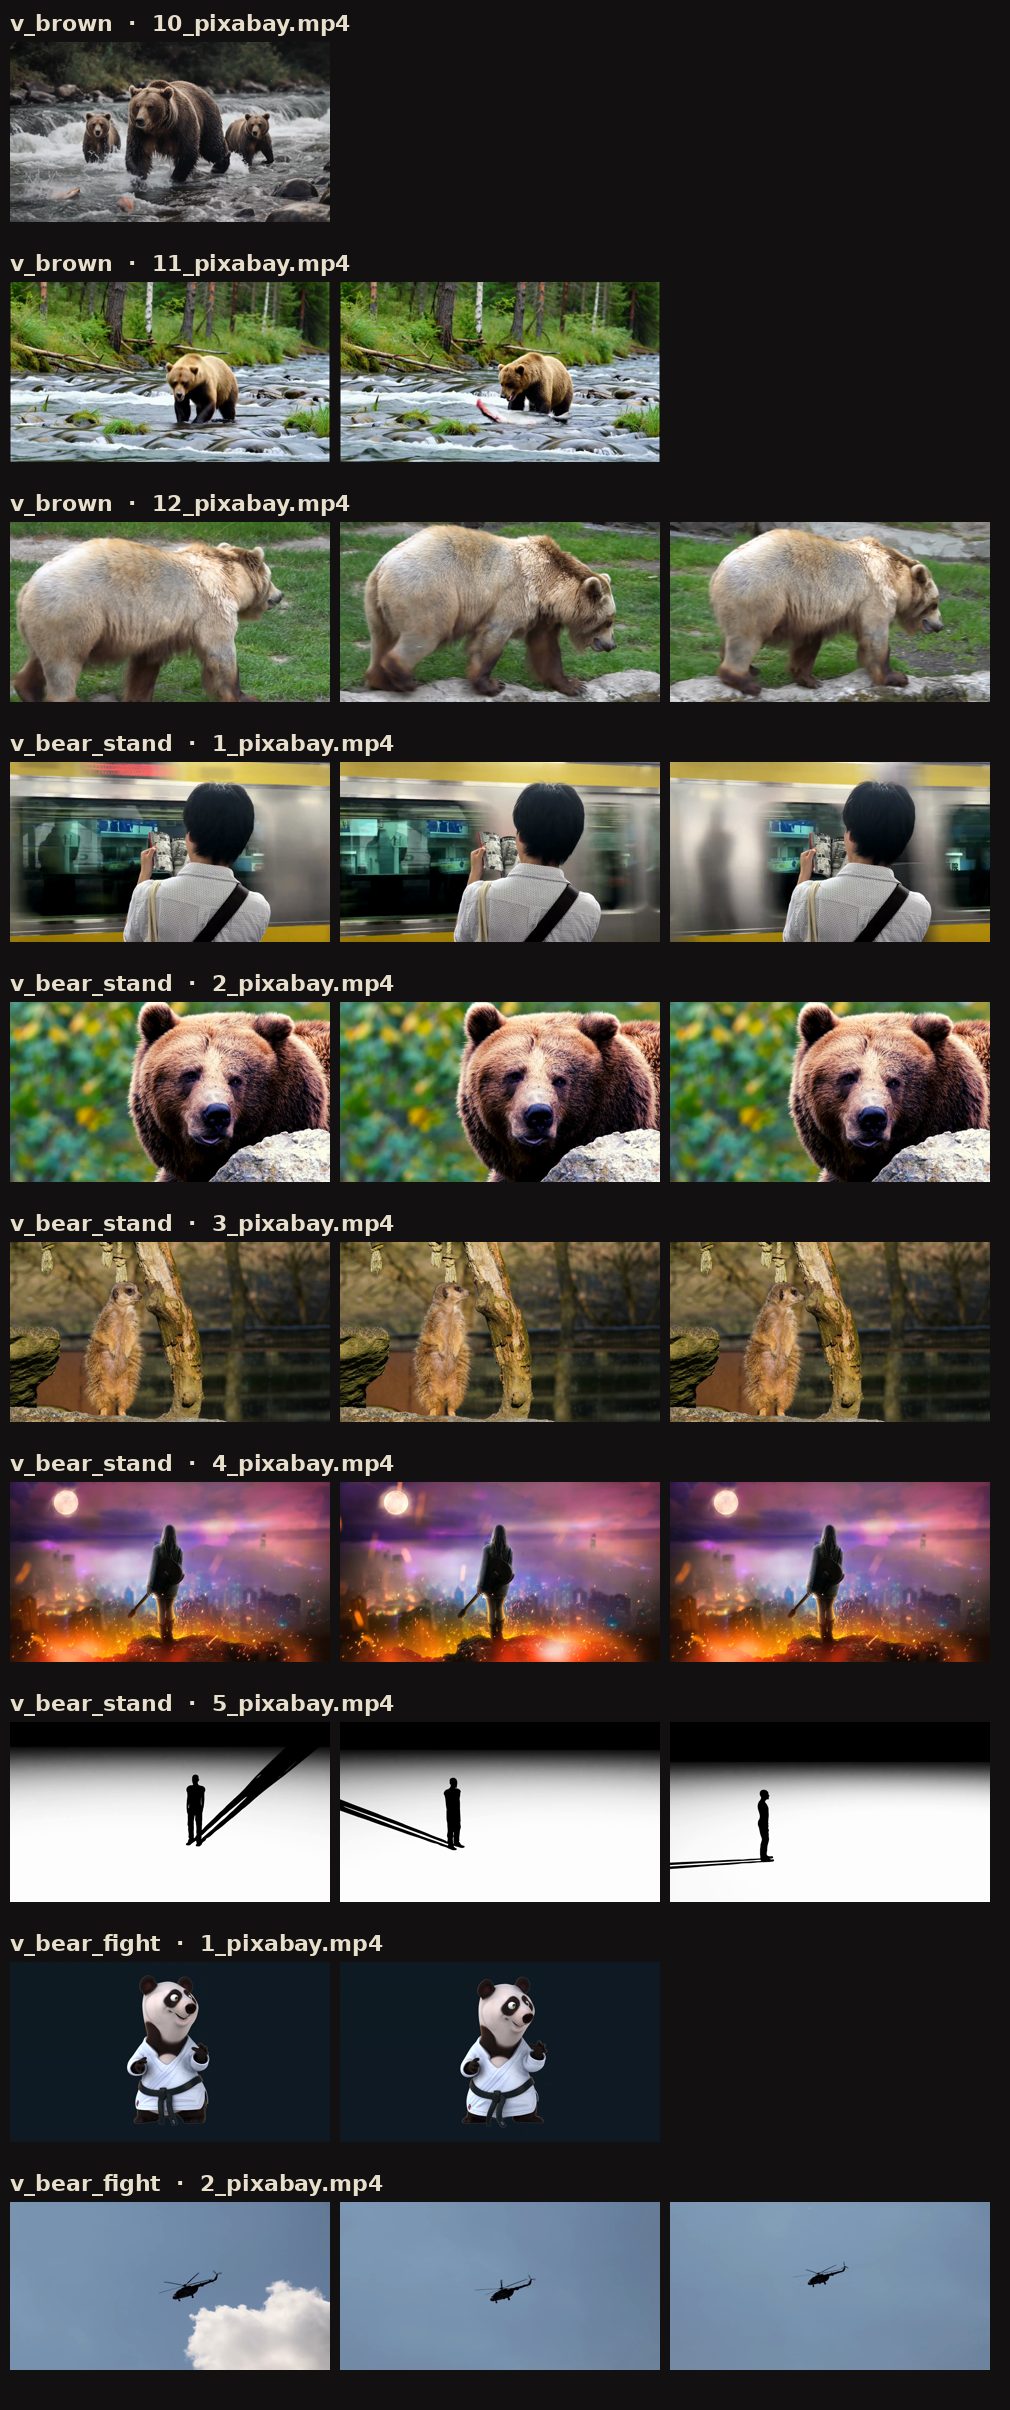 v_brown · 10_pixabay.mp4
v_brown · 11_pixabay.mp4
v_brown · 12_pixabay.mp4
v_bear_stand · 1_pixabay.mp4
v_bear_stand · 2_pixabay.mp4
v_bear_stand · 3_pixabay.mp4
v_bear_stand · 4_pixabay.mp4
v_bear_stand · 5_pixabay.mp4
v_bear_fight · 1_pixabay.mp4
v_bear_fight · 2_pixabay.mp4